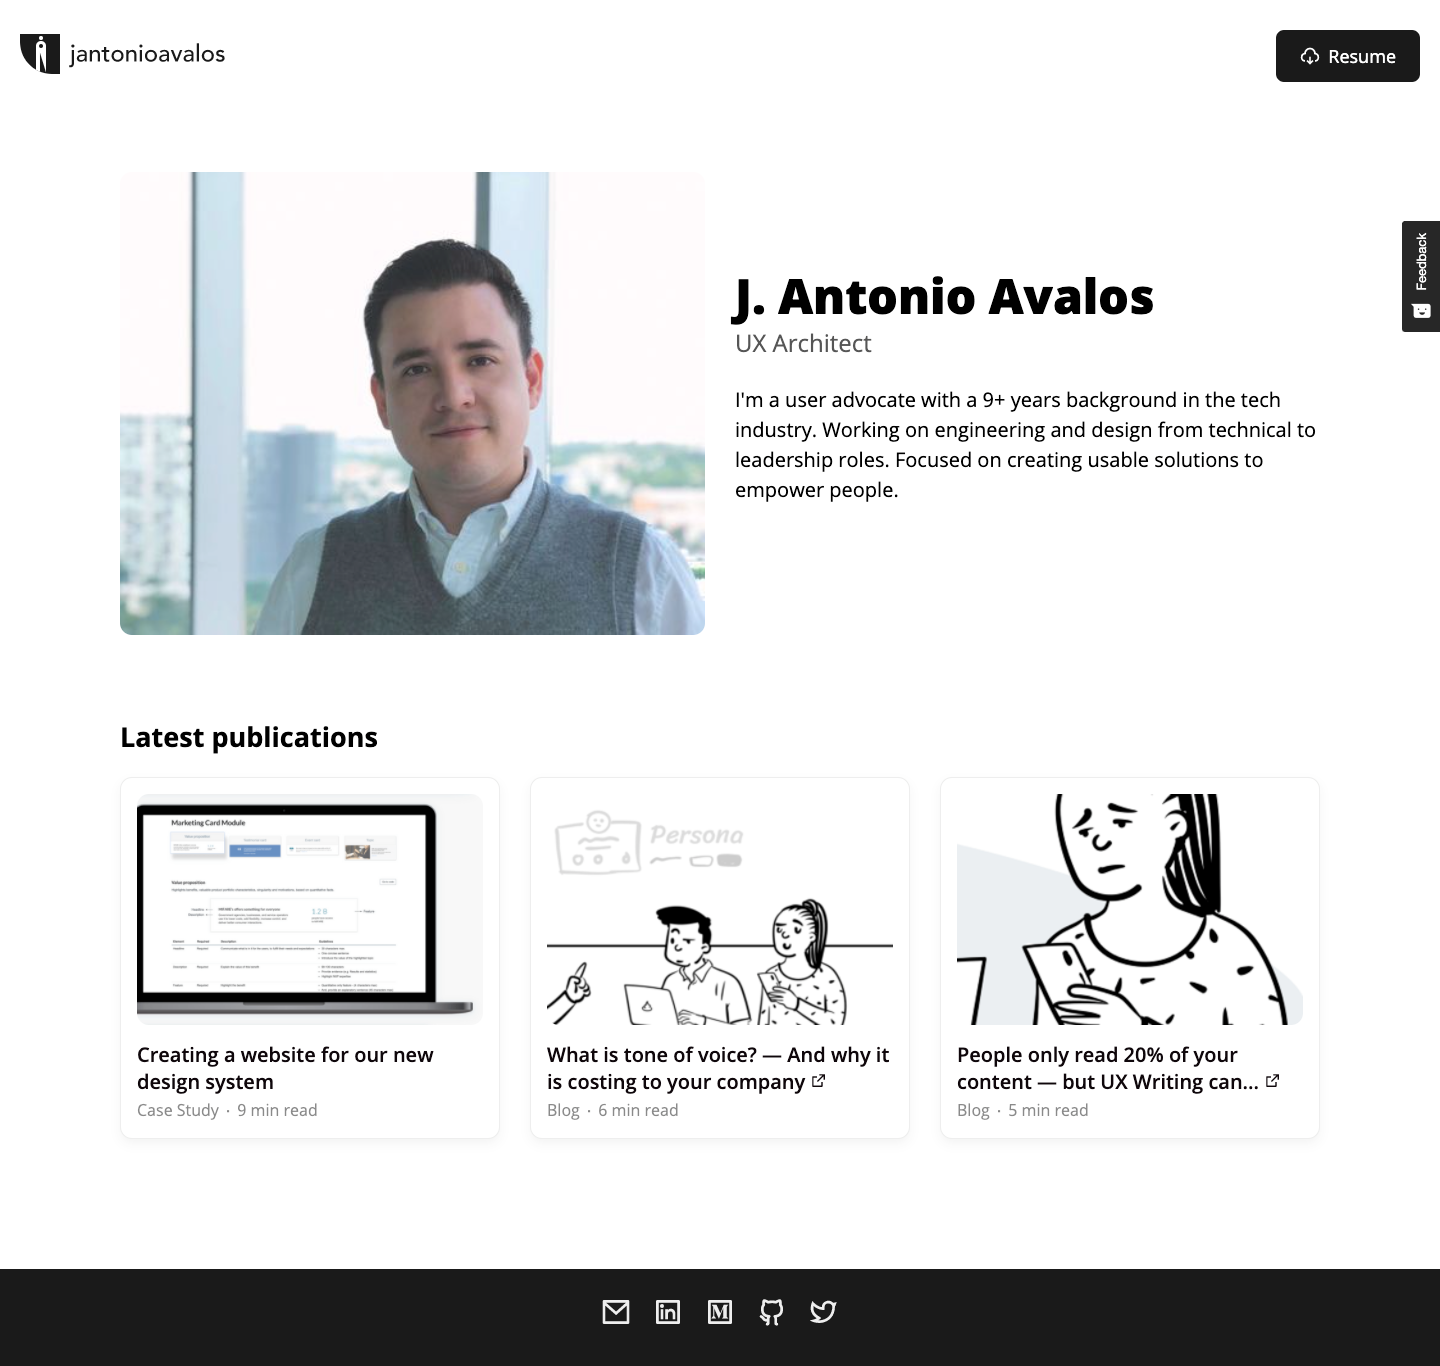 jantonioavalos
Resume
Feedback
J. Antonio Avalos
UX Architect
I'm a user advocate with a 9+ years background in the tech
industry. Working on engineering and design from technical to
leadership roles. Focused on creating usable solutions to
empower people.
Latest publications
Marketing Card Module
Value proposition
128
Persona
Creating a website for our new
design system
Case Study · 9 min read
What is tone of voice? — And why it
is costing to your company
Blog · 6 min read
People only read 20% of your
content — but UX Writing can...
Blog · 5 min read